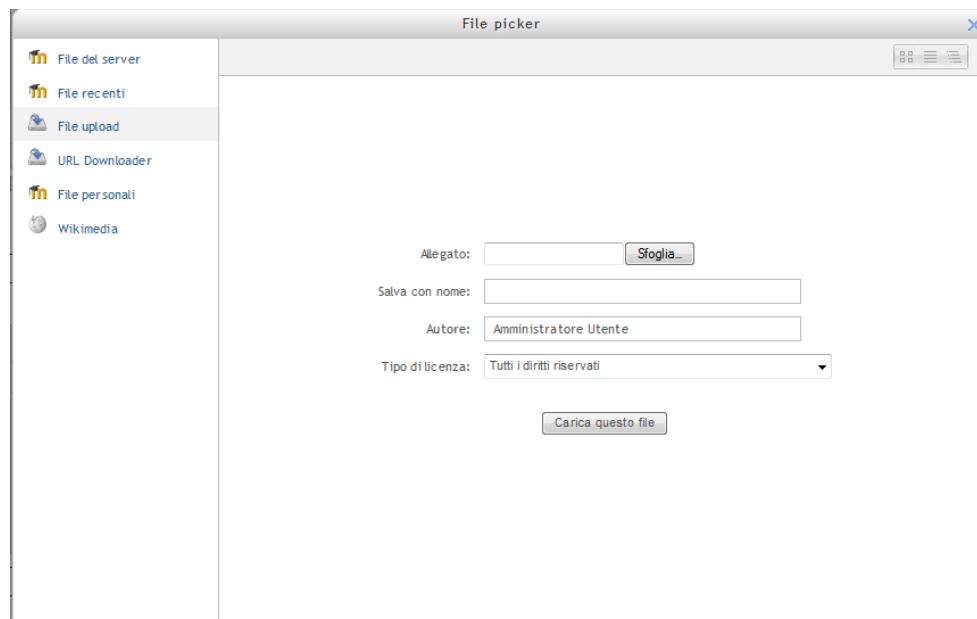 File picker
File del server
File recenti
File upload
URL Downloader
File personali
Wikimedia
Allegato: Sfoglia...
Salva con nome:
Autore: Amministratore Utente
Tipo di licenza: Tutti i diritti riservati
Carica questo file